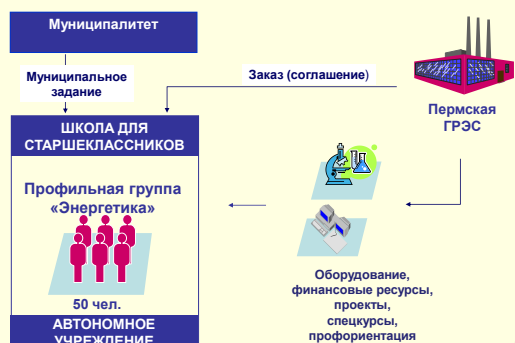 Муниципалитет
Муниципальное
задание
Заказ (соглашение)
Пермская
ГРЭС
ШКОЛА ДЛЯ
СТАРШЕКЛАССНИКОВ
Профильная группа
«Энергетика»
50 чел.
АВТОНОМНОЕ
УЧРЕЖДЕНИЕ
Оборудование,
финансовые ресурсы,
проекты,
спецкурсы,
профориентация